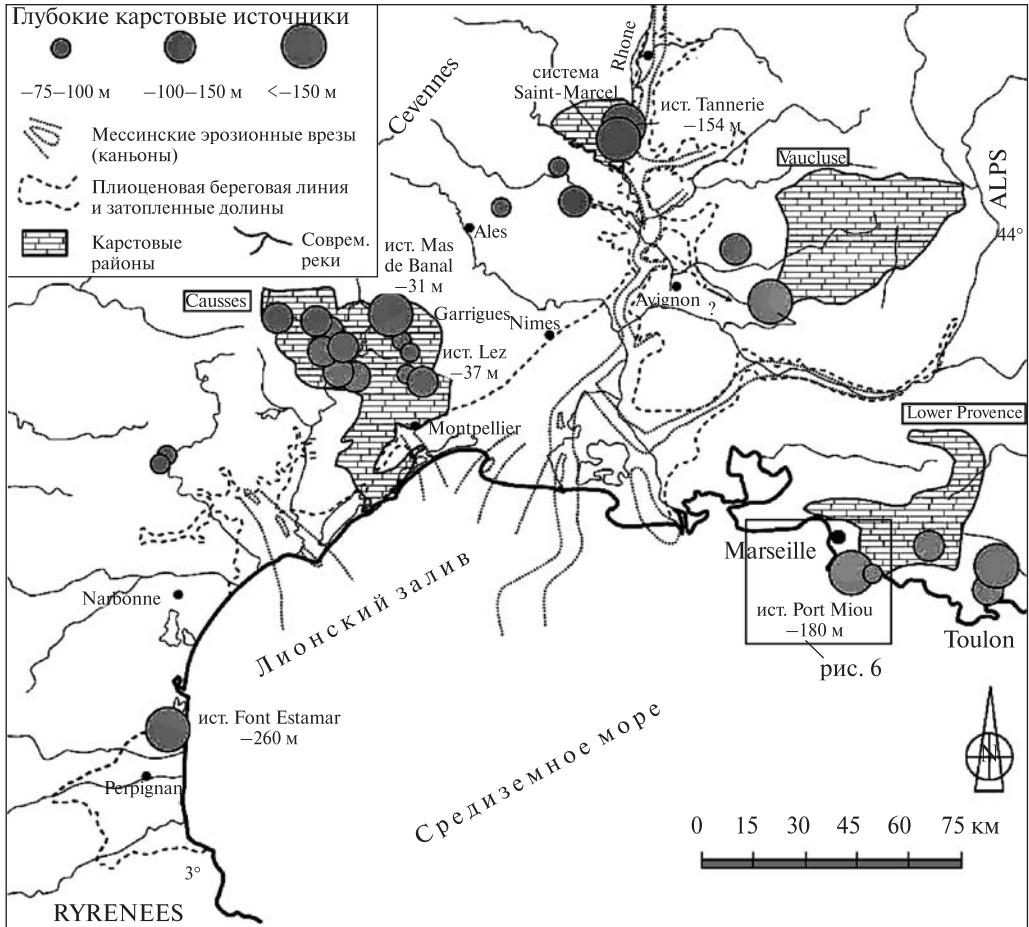 Глубокие карстовые источники
−75−100 м
−100−150 м
<−150 м
Мессинские эрозионные врезы
(каньоны)
Плиоценовая береговая линия
и затопленные долины
Карстовые
районы
Соврем.
реки
Cevennes
Rhone
система
Saint-Marcel
ист. Tannerie
−154 м
Vaucluse
ALPS
44°
Ales
ист. Mas
de Banal
−31 м
Causses
Garrigues
Nimes
Avignon
?
ист. Lez
−37 м
Montpellier
Lower Provence
Marseille
ист. Port Miou
−180 м
рис. 6
Toulon
Narbonne
Лионский залив
ист. Font Estamar
−260 м
Perpignan
Средиземное море
N
0 15 30 45 60 75 км
3°
RYRENEES